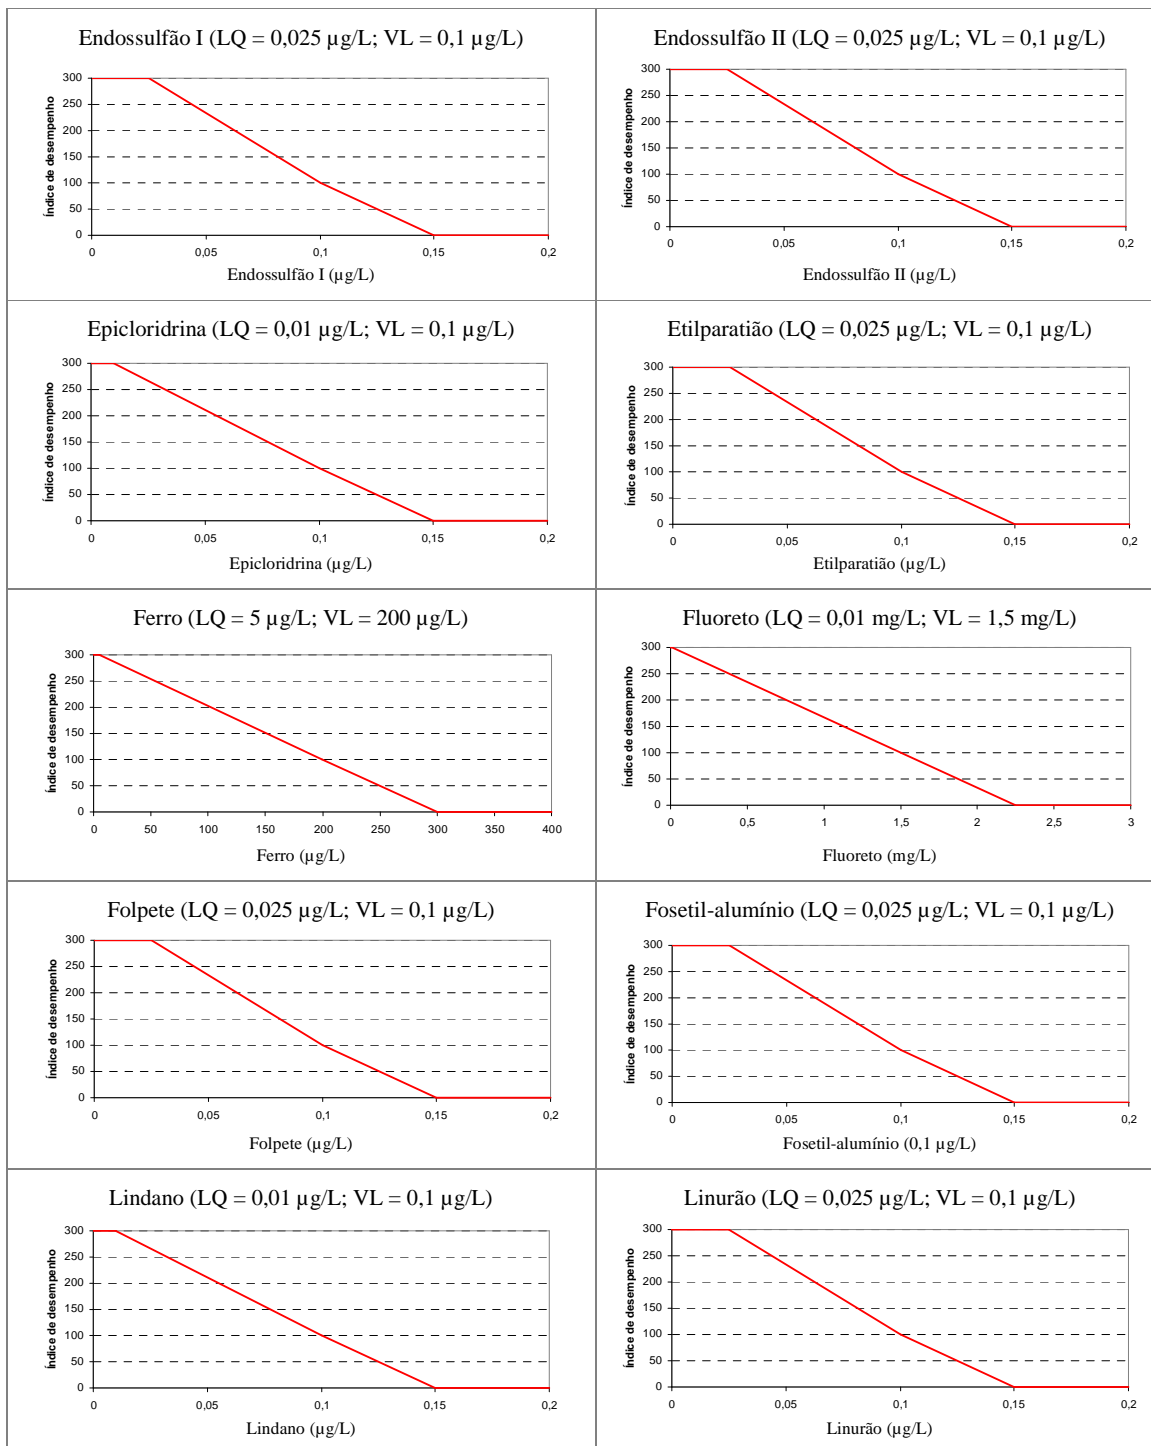 Endossulfão I (LQ = 0,025 µg/L; VL = 0,1 µg/L)
Índice de desempenho
300
250
200
150
100
50
0
0 0,05 0,1 0,15 0,2
Endossulfão I (µg/L)
Endossulfão II (LQ = 0,025 µg/L; VL = 0,1 µg/L)
Índice de desempenho
300
250
200
150
100
50
0
0 0,05 0,1 0,15 0,2
Endossulfão II (µg/L)
Epicloridrina (LQ = 0,01 µg/L; VL = 0,1 µg/L)
Índice de desempenho
300
250
200
150
100
50
0
0 0,05 0,1 0,15 0,2
Epicloridrina (µg/L)
Etilparatião (LQ = 0,025 µg/L; VL = 0,1 µg/L)
Índice de desempenho
300
250
200
150
100
50
0
0 0,05 0,1 0,15 0,2
Etilparatião (µg/L)
Ferro (LQ = 5 µg/L; VL = 200 µg/L)
Índice de desempenho
300
250
200
150
100
50
0
0 50 100 150 200 250 300 350 400
Ferro (µg/L)
Fluoreto (LQ = 0,01 mg/L; VL = 1,5 mg/L)
Índice de desempenho
300
250
200
150
100
50
0
0 0,5 1 1,5 2 2,5 3
Fluoreto (mg/L)
Folpete (LQ = 0,025 µg/L; VL = 0,1 µg/L)
Índice de desempenho
300
250
200
150
100
50
0
0 0,05 0,1 0,15 0,2
Folpete (µg/L)
Fosetil-alumínio (LQ = 0,025 µg/L; VL = 0,1 µg/L)
Índice de desempenho
300
250
200
150
100
50
0
0 0,05 0,1 0,15 0,2
Fosetil-alumínio (0,1 µg/L)
Lindano (LQ = 0,01 µg/L; VL = 0,1 µg/L)
Índice de desempenho
300
250
200
150
100
50
0
0 0,05 0,1 0,15 0,2
Lindano (µg/L)
Linurão (LQ = 0,025 µg/L; VL = 0,1 µg/L)
Índice de desempenho
300
250
200
150
100
50
0
0 0,05 0,1 0,15 0,2
Linurão (µg/L)